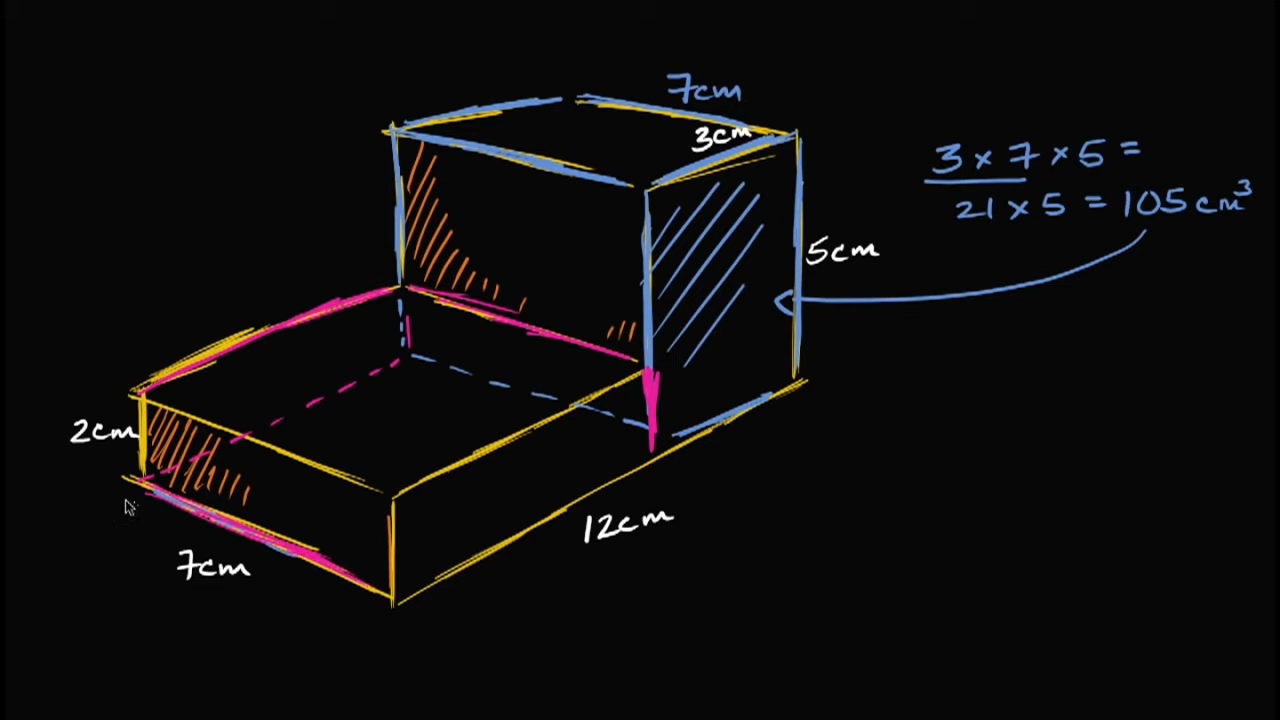 7cm
3cm
3 × 7 × 5 =
21 × 5 = 105 cm³
5cm
2cm
12cm
7cm